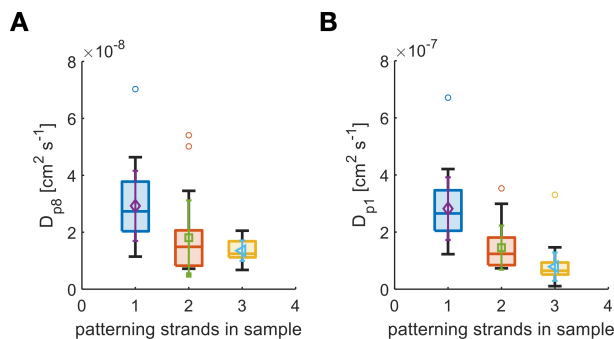 A
×10⁻⁸
8
6
4
2
0
D_p8 [cm² s⁻¹]
0 1 2 3 4
patterning strands in sample
B
×10⁻⁷
8
6
4
2
0
D_p1 [cm² s⁻¹]
0 1 2 3 4
patterning strands in sample